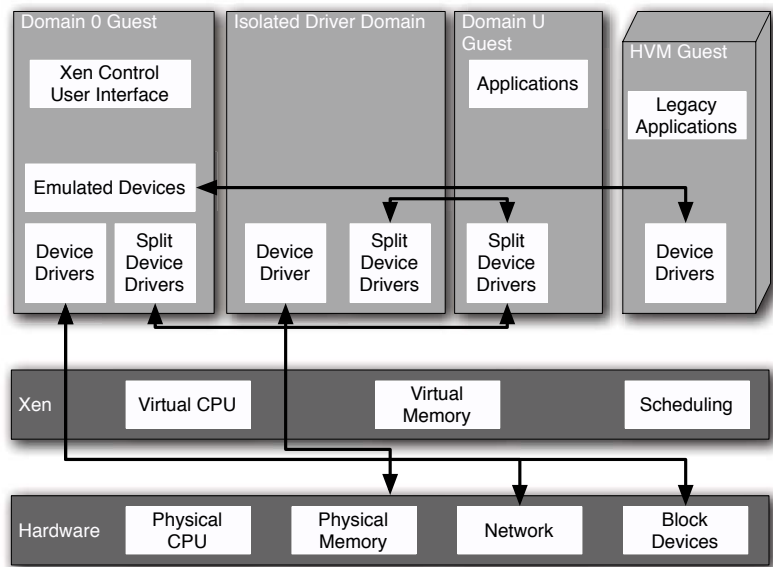 Domain 0 Guest
Xen Control
User Interface
Emulated Devices
Device
Drivers
Split
Device
Drivers
Isolated Driver Domain
Device
Driver
Split
Device
Drivers
Domain U
Guest
Applications
Split
Device
Drivers
HVM Guest
Legacy
Applications
Device
Drivers
Xen
Virtual CPU
Virtual
Memory
Scheduling
Hardware
Physical
CPU
Physical
Memory
Network
Block
Devices